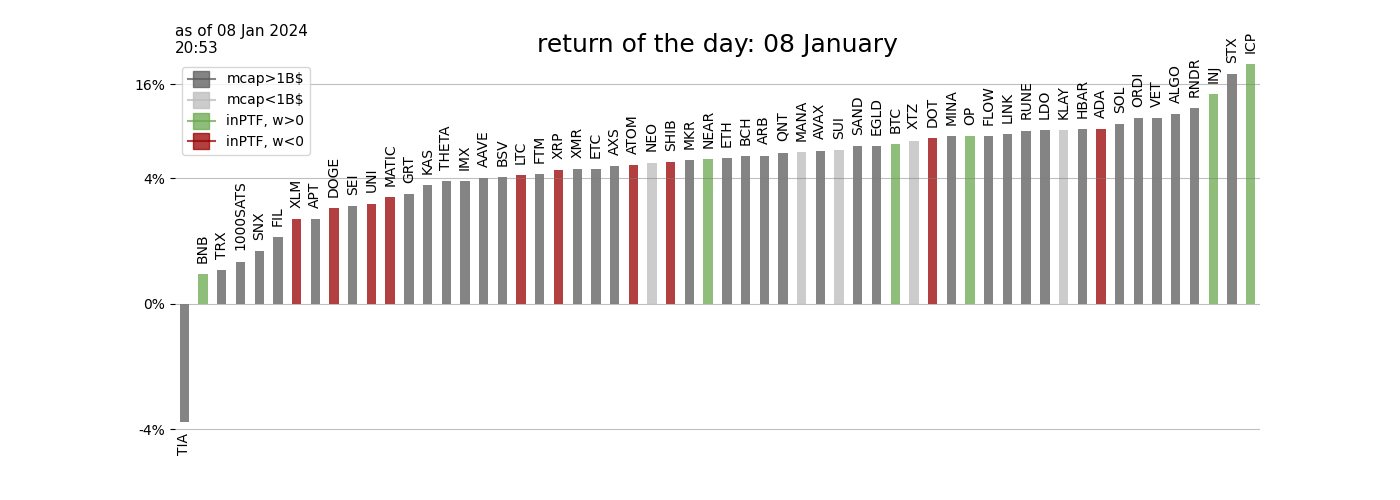 as of 08 Jan 2024
20:53
return of the day: 08 January
mcap>1B$
mcap<1B$
inPTF, w>0
inPTF, w<0
16%
4%
0%
-4%
TIA
BNB
TRX
1000SATS
SNX
FIL
XLM
APT
DOGE
SEI
UNI
MATIC
GRT
KAS
THETA
IMX
AAVE
BSV
LTC
FTM
XRP
XMR
ETC
AXS
ATOM
NEO
SHIB
MKR
NEAR
ETH
BCH
ARB
QNT
MANA
AVAX
SUI
SAND
EGLD
BTC
XTZ
DOT
MINA
OP
FLOW
LINK
RUNE
LDO
KLAY
HBAR
ADA
SOL
ORDI
VET
ALGO
RNDR
INJ
STX
ICP